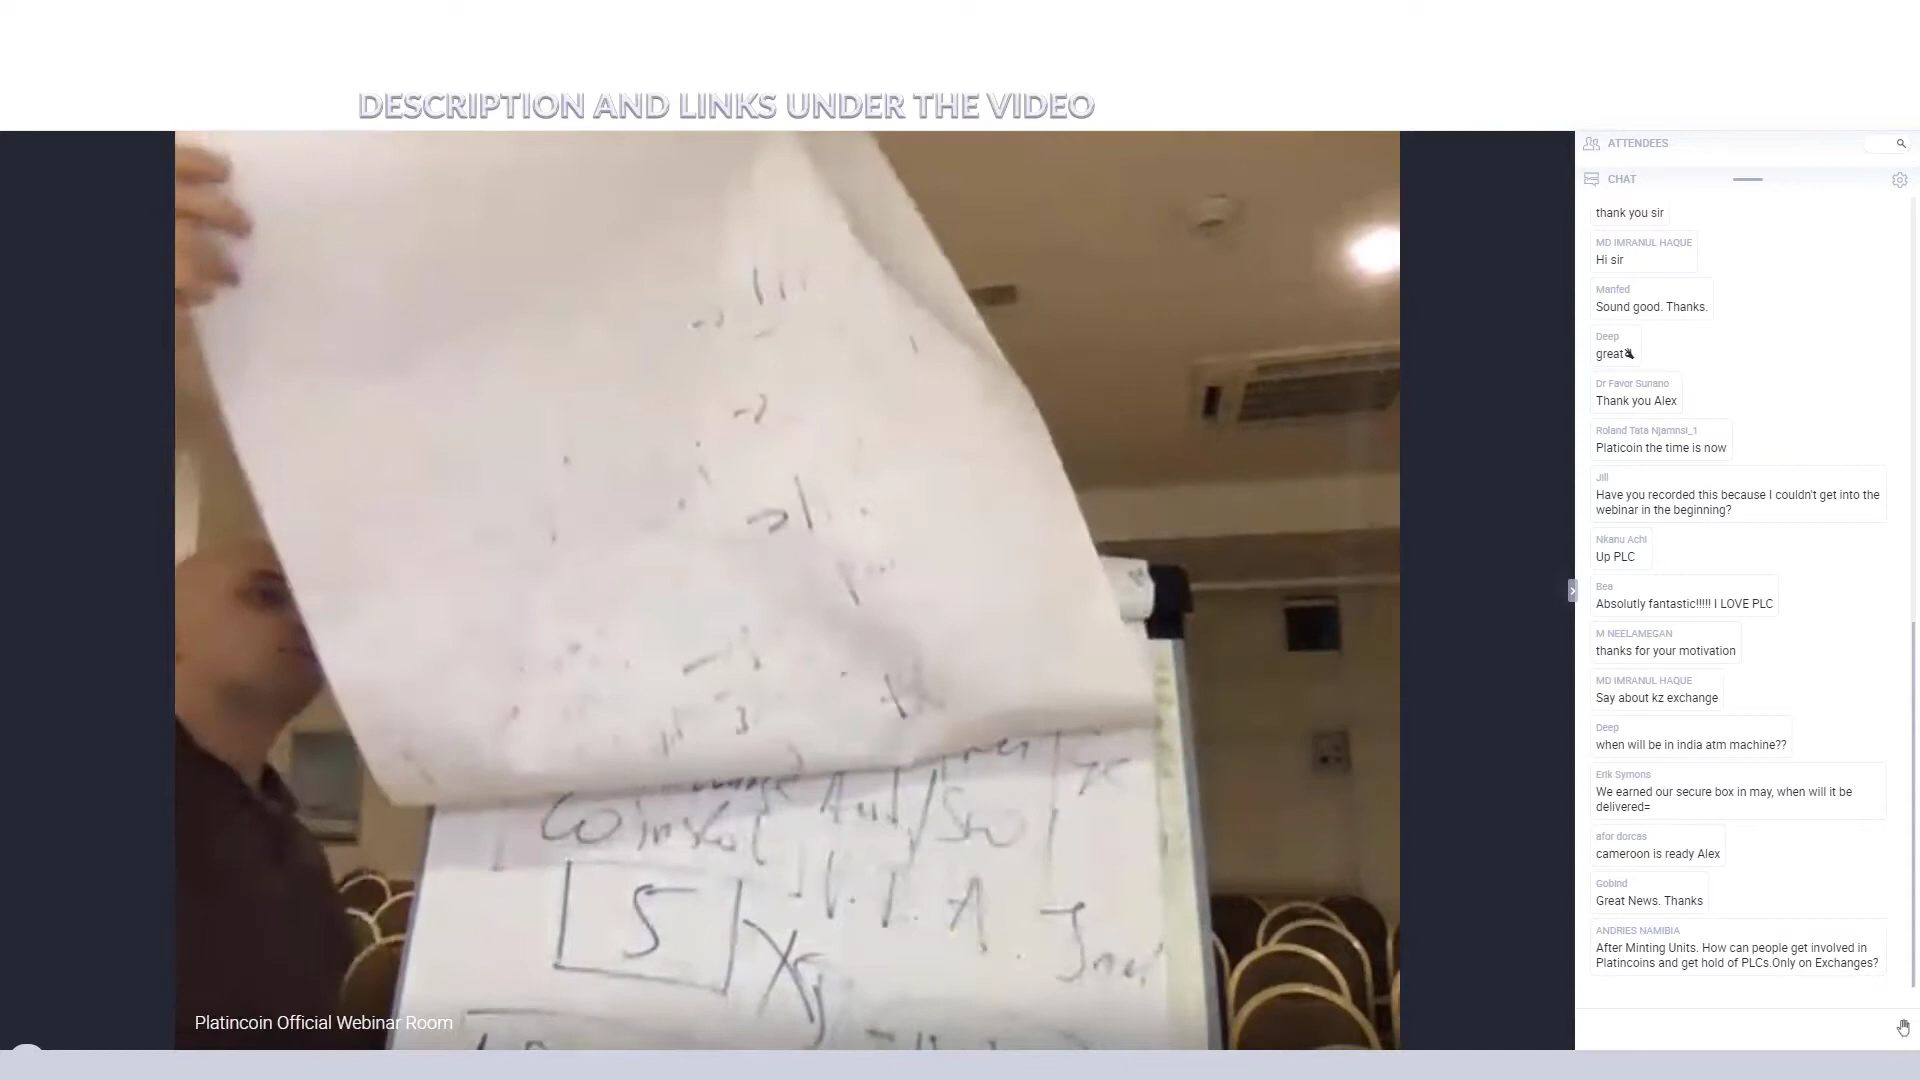 DESCRIPTION AND LINKS UNDER THE VIDEO
ATTENDEES
CHAT
thank you sir
MD IMRANUL HAQUE
Hi sir
Manfed
Sound good. Thanks.
Deep
great
Dr Favor Sunano
Thank you Alex
Roland Tata Njamnsi_1
Platicoin the time is now
Jill
Have you recorded this because I couldn't get into the
webinar in the beginning?
Nkanu Achi
Up PLC
Bea
Absolutly fantastic!!!!! I LOVE PLC
M NEELAMEGAN
thanks for your motivation
MD IMRANUL HAQUE
Say about kz exchange
Deep
when will be in india atm machine??
Erik Symons
We earned our secure box in may, when will it be
delivered=
afor dorcas
cameroon is ready Alex
Gobind
Great News. Thanks
ANDRIES NAMIBIA
After Minting Units. How can people get involved in
Platincoins and get hold of PLCs.Only on Exchanges?
5
Platincoin Official Webinar Room